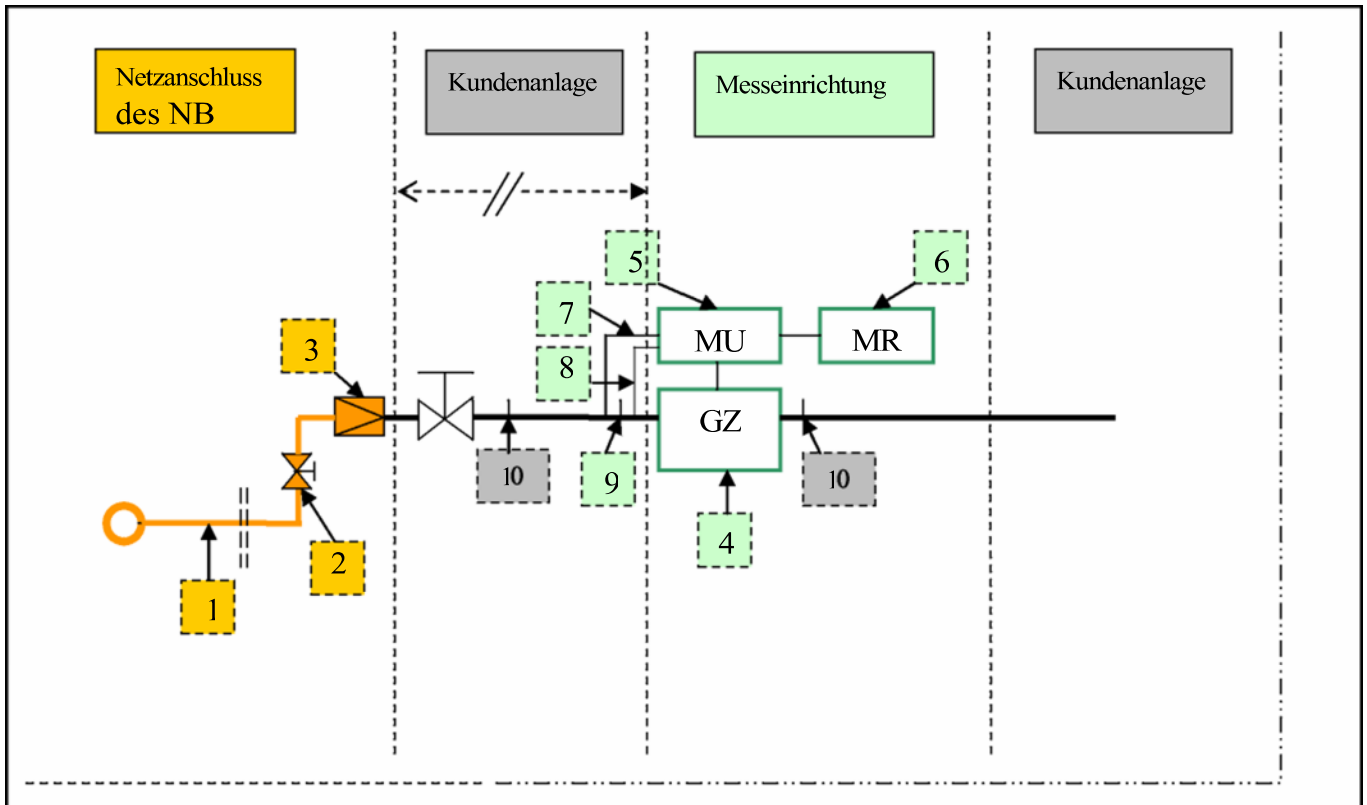 Netzanschluss
des NB
Kundenanlage
Messeinrichtung
Kundenanlage
5
6
7
MU
MR
3
8
GZ
10
9
10
2
4
1